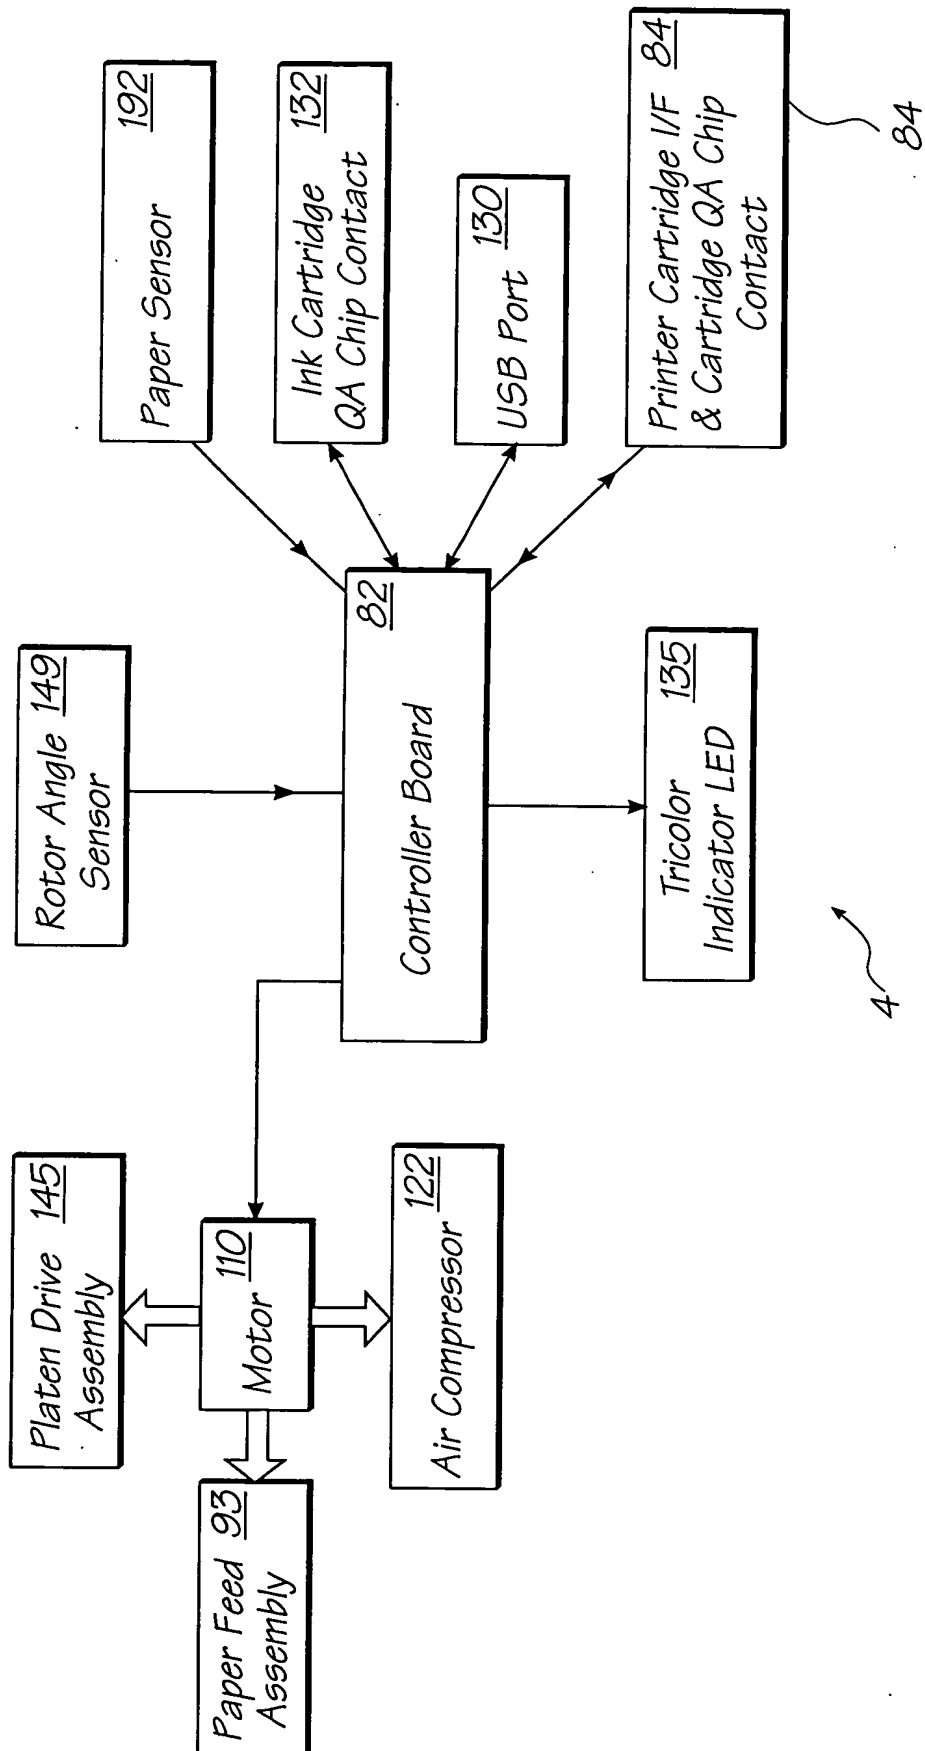 Paper Feed 93
Assembly
Platen Drive 145
Assembly
110
Motor
122
Air Compressor
Rotor Angle 149
Sensor
82
Controller Board
Tricolor 135
Indicator LED
192
Paper Sensor
Ink Cartridge 132
QA Chip Contact
130
USB Port
Printer Cartridge I/F 84
& Cartridge QA Chip
Contact
84
4